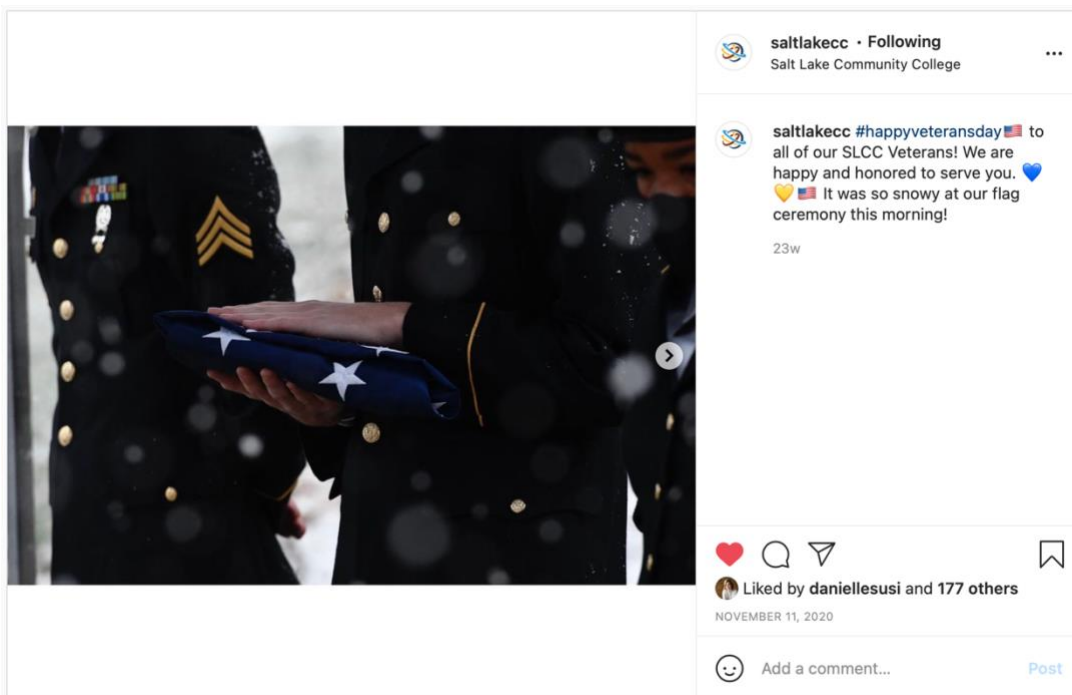 saltlakecc • Following
Salt Lake Community College
saltlakecc #happyveteransday🇺🇸 to
all of our SLCC Veterans! We are
happy and honored to serve you. 💙
💛🇺🇸 It was so snowy at our flag
ceremony this morning!
23w
Liked by daniellesusi and 177 others
NOVEMBER 11, 2020
Add a comment...
Post